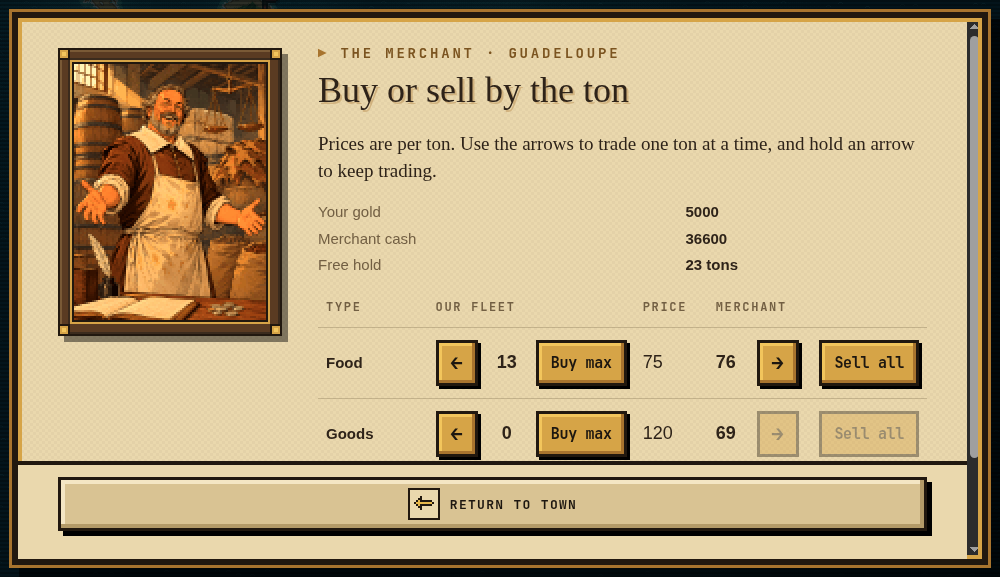 ► THE MERCHANT · GUADELOUPE
Buy or sell by the ton
Prices are per ton. Use the arrows to trade one ton at a time, and hold an arrow
to keep trading.
Your gold 5000
Merchant cash 36600
Free hold 23 tons
TYPE OUR FLEET PRICE MERCHANT
Food ← 13 Buy max 75 76 → Sell all
Goods ← 0 Buy max 120 69 → Sell all
RETURN TO TOWN